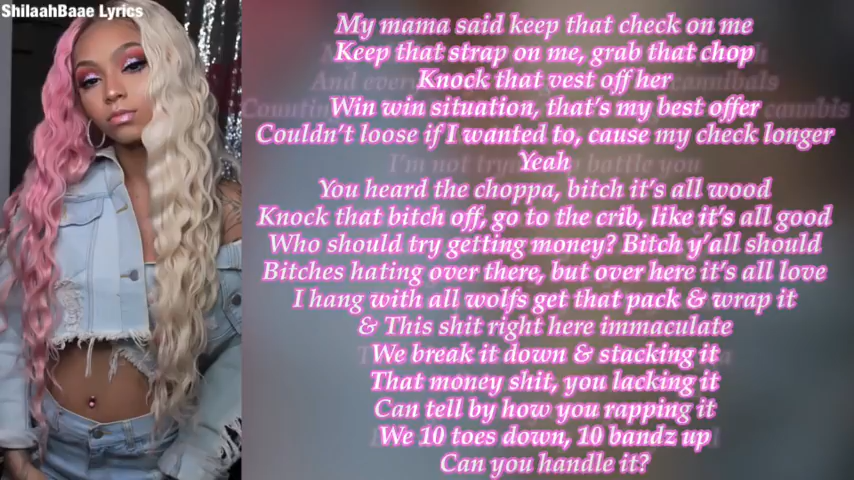 ShilaahBaae Lyrics
My mama said keep that check on me
Keep that strap on me, grab that chop
Knock that vest off her
Win win situation, that's my best offer
Couldn't loose if I wanted to, cause my check longer
Yeah
You heard the choppa, bitch it's all wood
Knock that bitch off, go to the crib, like it's all good
Who should try getting money? Bitch y'all should
Bitches hating over there, but over here it's all love
I hang with all wolfs get that pack & wrap it
& This shit right here immaculate
We break it down & stacking it
That money shit, you lacking it
Can tell by how you rapping it
We 10 toes down, 10 bandz up
Can you handle it?